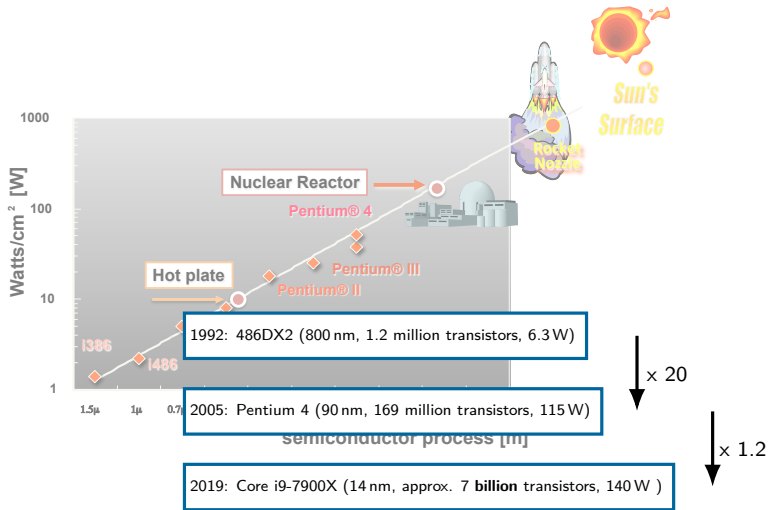 Sun's
Surface
Rocket
Nozzle
Watts/cm² [W]
1000
100
10
1
Nuclear Reactor
Pentium® 4
Hot plate
Pentium® III
Pentium® II
i386
i486
1.5μ
1μ
0.7μ
1992: 486DX2 (800 nm, 1.2 million transistors, 6.3 W)
x 20
2005: Pentium 4 (90 nm, 169 million transistors, 115 W)
semiconductor process [m]
x 1.2
2019: Core i9-7900X (14 nm, approx. 7 billion transistors, 140 W )